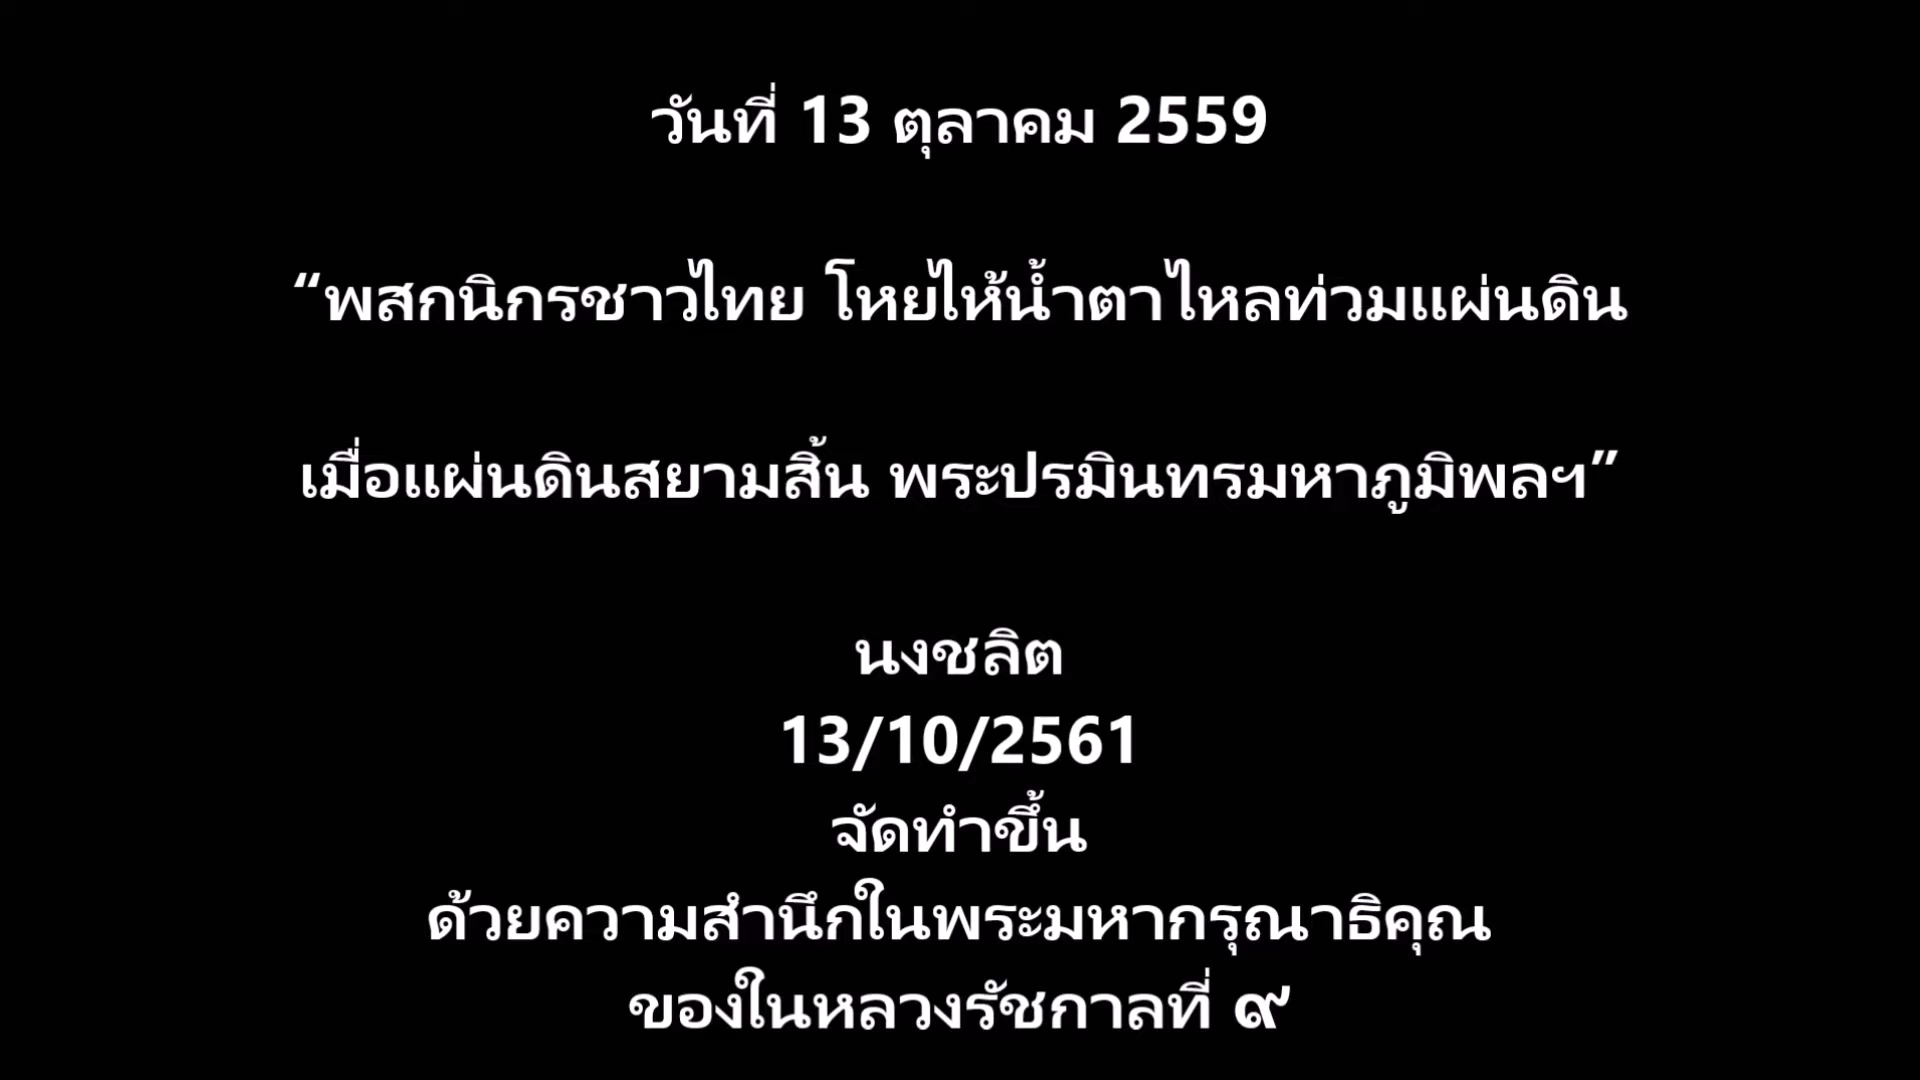 วันที่ 13 ตุลาคม 2559
“พสกนิกรชาวไทย โหยไห้น้ำตาไหลท่วมแผ่นดิน
เมื่อแผ่นดินสยามสิ้น พระปรมินทรมหาภูมิพลฯ”
นงชลิต
13/10/2561
จัดทำขึ้น
ด้วยความสำนึกในพระมหากรุณาธิคุณ
ของในหลวงรัชกาลที่ ๙